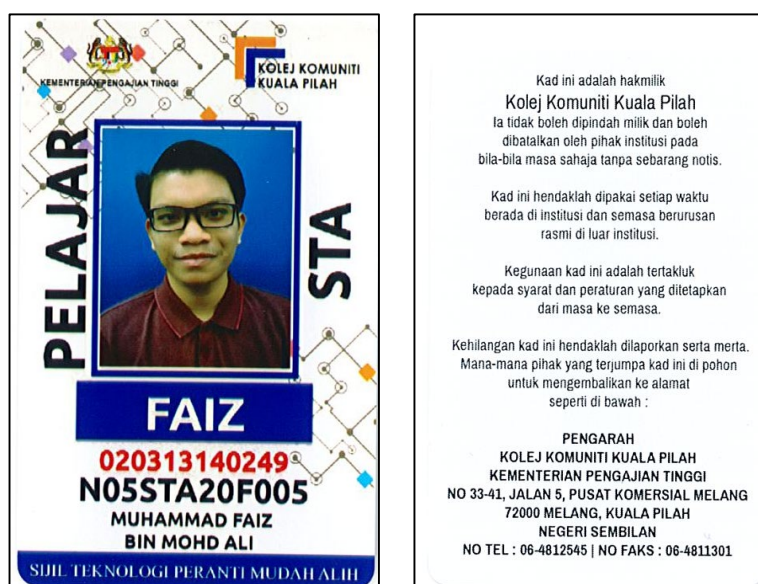 KEMENTERIAN PENGAJIAN TINGGI
KOLEJ KOMUNITI
KUALA PILAH
PELAJAR
STA
FAIZ
020313140249
N05STA20F005
MUHAMMAD FAIZ
BIN MOHD ALI
SIJIL TEKNOLOGI PERANTI MUDAH ALIH
Kad ini adalah hakmilik
Kolej Komuniti Kuala Pilah
Ia tidak boleh dipindah milik dan boleh
dibatalkan oleh pihak institusi pada
bila-bila masa sahaja tanpa sebarang notis.
Kad ini hendaklah dipakai setiap waktu
berada di institusi dan semasa berurusan
rasmi di luar institusi.
Kegunaan kad ini adalah tertakluk
kepada syarat dan peraturan yang ditetapkan
dari masa ke semasa.
Kehilangan kad ini hendaklah dilaporkan serta merta.
Mana-mana pihak yang terjumpa kad ini di pohon
untuk mengembalikan ke alamat
seperti di bawah :
PENGARAH
KOLEJ KOMUNITI KUALA PILAH
KEMENTERIAN PENGAJIAN TINGGI
NO 33-41, JALAN 5, PUSAT KOMERSIAL MELANG
72000 MELANG, KUALA PILAH
NEGERI SEMBILAN
NO TEL : 06-4812545 | NO FAKS : 06-4811301